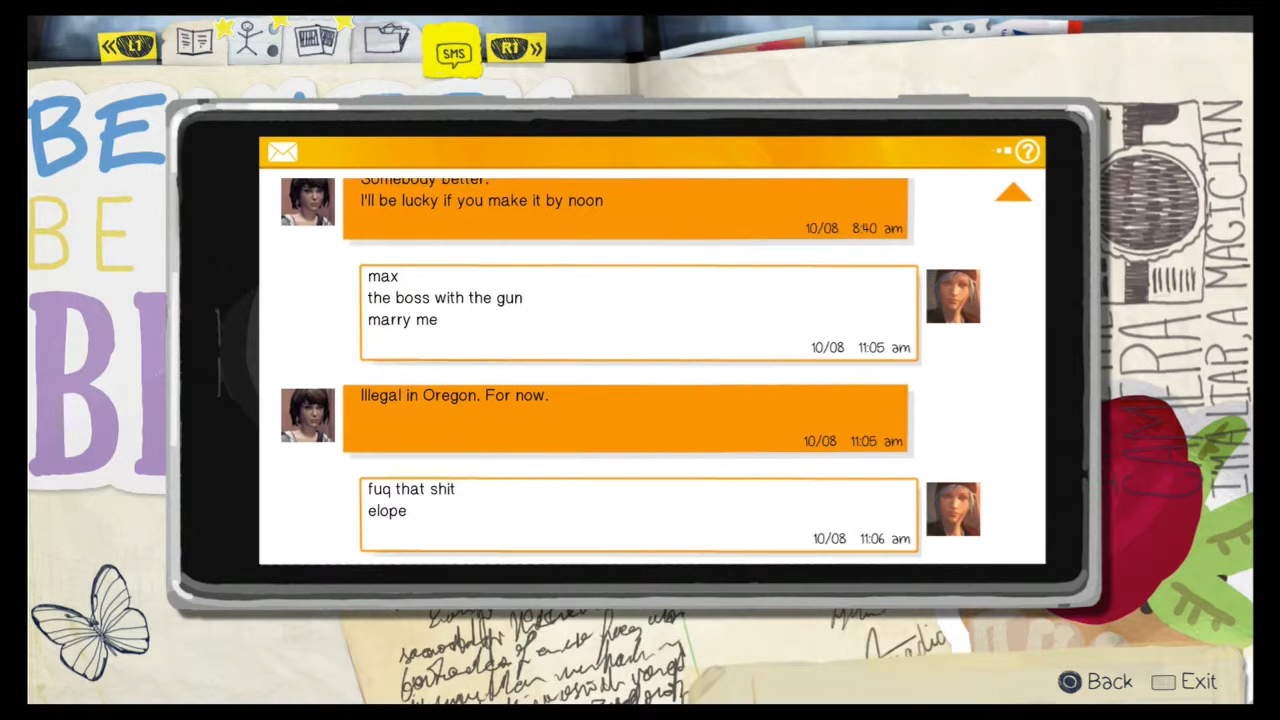 L1
SMS
R1
Somebody better.
I'll be lucky if you make it by noon
10/08 8:40 am
max
the boss with the gun
marry me
10/08 11:05 am
Illegal in Oregon. For now.
10/08 11:05 am
fuq that shit
elope
10/08 11:06 am
BE
BE
CAMERA
LIAR, A MAGICIAN
Back
Exit